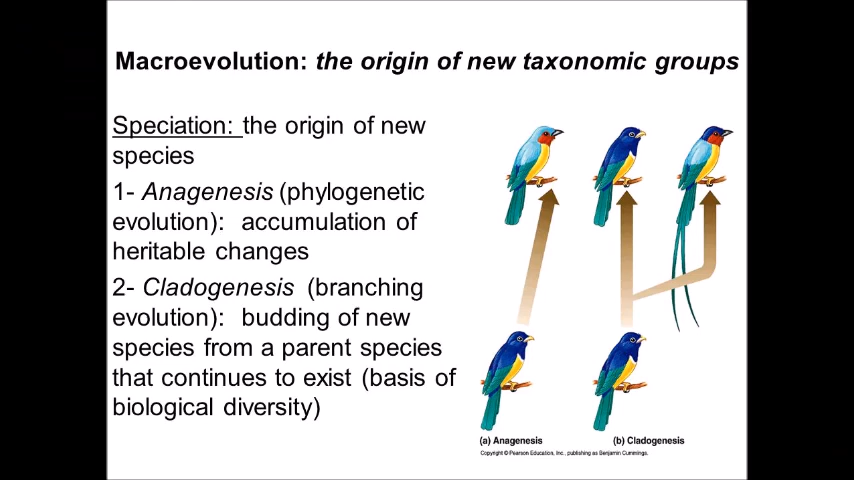 Macroevolution: the origin of new taxonomic groups
Speciation: the origin of new
species
1- Anagenesis (phylogenetic
evolution): accumulation of
heritable changes
2- Cladogenesis (branching
evolution): budding of new
species from a parent species
that continues to exist (basis of
biological diversity)
(a) Anagenesis
(b) Cladogenesis
Copyright © Pearson Education, Inc., publishing as Benjamin Cummings.